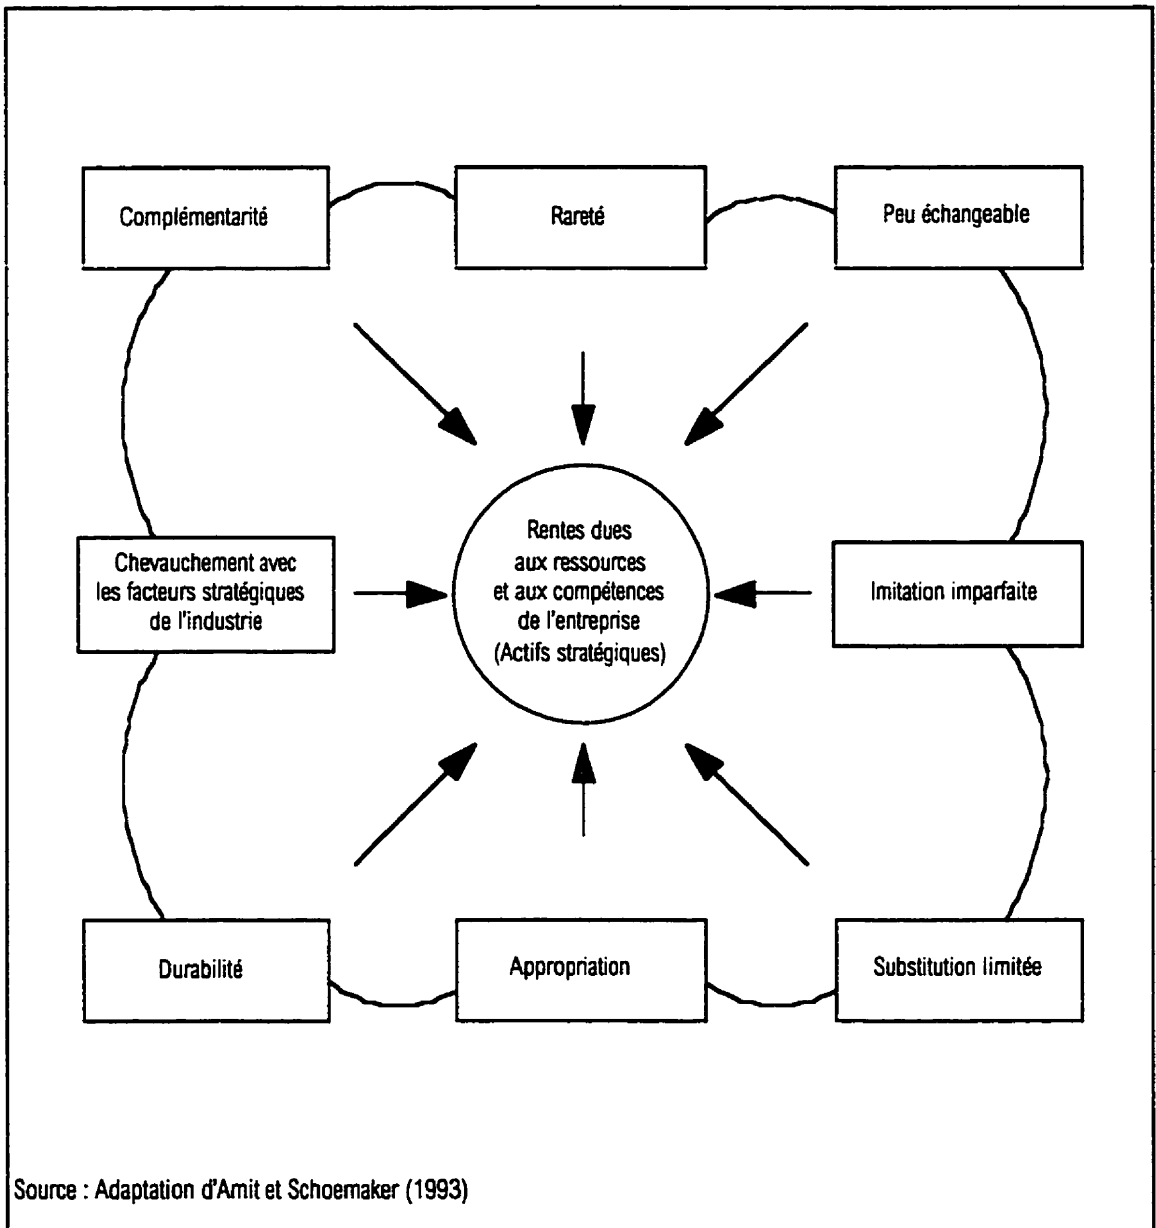 Complémentarité
Rareté
Peu échangeable
Chevauchement avec
les facteurs stratégiques
de l'industrie
Rentes dues
aux ressources
et aux compétences
de l'entreprise
(Actifs stratégiques)
Imitation imparfaite
Durabilité
Appropriation
Substitution limitée
Source : Adaptation d'Amit et Schoemaker (1993)